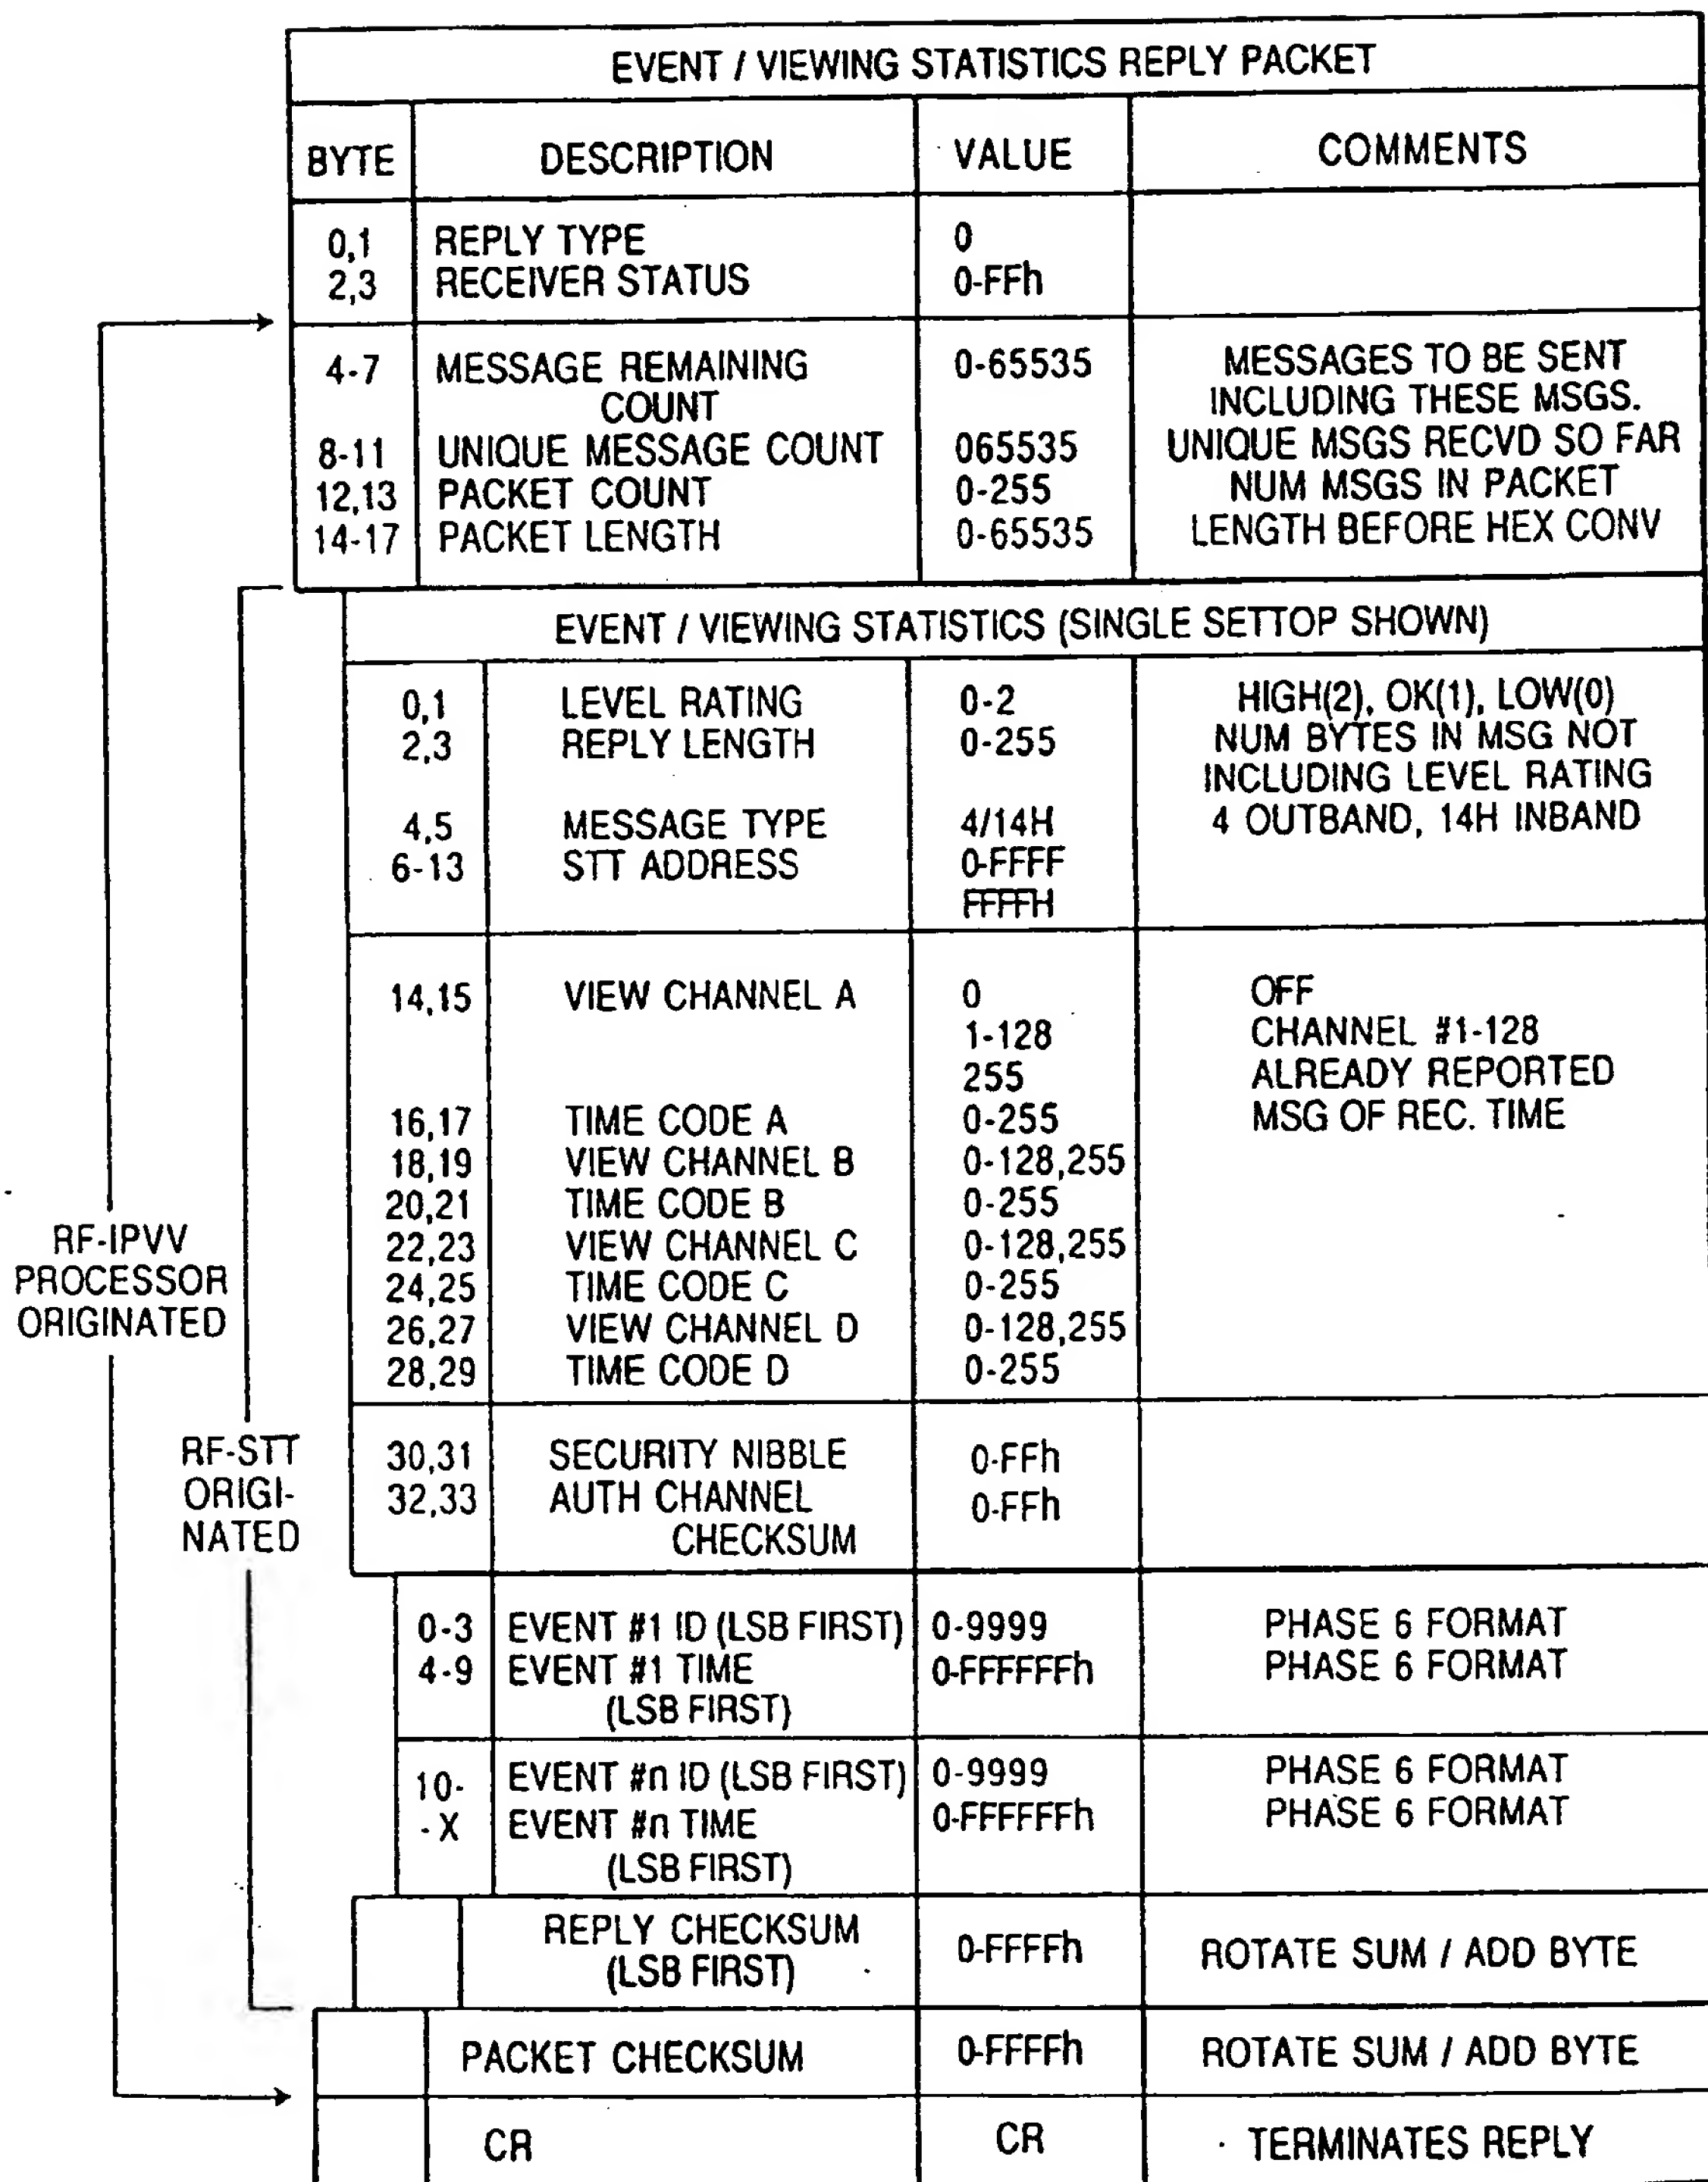 EVENT / VIEWING STATISTICS REPLY PACKET
BYTE DESCRIPTION VALUE COMMENTS
0,1 REPLY TYPE 0
2,3 RECEIVER STATUS 0-FFh
4-7 MESSAGE REMAINING 0-65535 MESSAGES TO BE SENT
COUNT INCLUDING THESE MSGS.
8-11 UNIQUE MESSAGE COUNT 065535 UNIQUE MSGS RECVD SO FAR
12,13 PACKET COUNT 0-255 NUM MSGS IN PACKET
14-17 PACKET LENGTH 0-65535 LENGTH BEFORE HEX CONV
EVENT / VIEWING STATISTICS (SINGLE SETTOP SHOWN)
0,1 LEVEL RATING 0-2 HIGH(2), OK(1), LOW(0)
2,3 REPLY LENGTH 0-255 NUM BYTES IN MSG NOT
INCLUDING LEVEL RATING
4,5 MESSAGE TYPE 4/14H 4 OUTBAND, 14H INBAND
6-13 STT ADDRESS 0-FFFF
FFFFH
14,15 VIEW CHANNEL A 0 OFF
1-128 CHANNEL #1-128
255 ALREADY REPORTED
16,17 TIME CODE A 0-255 MSG OF REC. TIME
18,19 VIEW CHANNEL B 0-128,255
20,21 TIME CODE B 0-255
22,23 VIEW CHANNEL C 0-128,255
24,25 TIME CODE C 0-255
26,27 VIEW CHANNEL D 0-128,255
28,29 TIME CODE D 0-255
RF-IPVV
PROCESSOR
ORIGINATED
30,31 SECURITY NIBBLE 0-FFh
32,33 AUTH CHANNEL 0-FFh
CHECKSUM
RF-STT
ORIGI-
NATED
0-3 EVENT #1 ID (LSB FIRST) 0-9999 PHASE 6 FORMAT
4-9 EVENT #1 TIME 0-FFFFFFh PHASE 6 FORMAT
(LSB FIRST)
10- EVENT #n ID (LSB FIRST) 0-9999 PHASE 6 FORMAT
-X EVENT #n TIME 0-FFFFFFh PHASE 6 FORMAT
(LSB FIRST)
REPLY CHECKSUM 0-FFFFh ROTATE SUM / ADD BYTE
(LSB FIRST)
PACKET CHECKSUM 0-FFFFh ROTATE SUM / ADD BYTE
CR CR TERMINATES REPLY